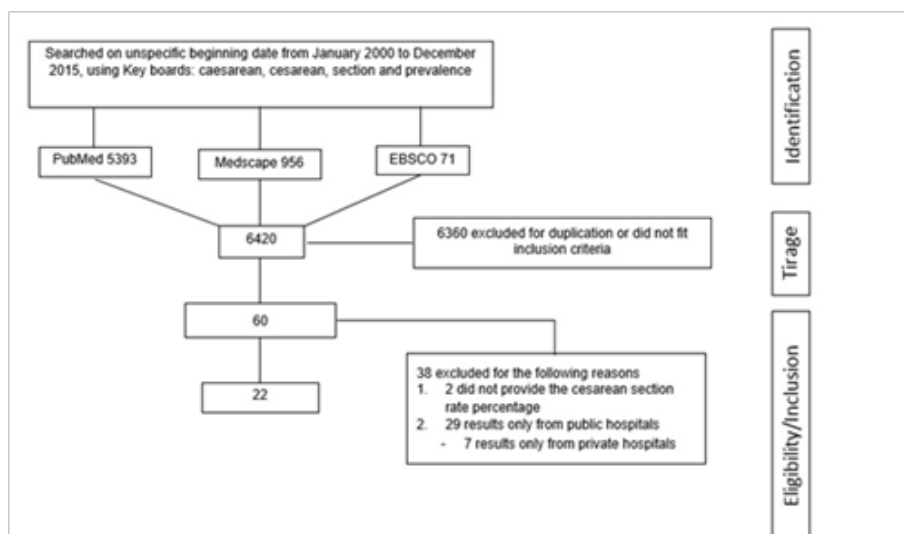 Searched on unspecific beginning date from January 2000 to December
2015, using Key boards: caesarean, cesarean, section and prevalence
Identification
PubMed 5393
Medscape 956
EBSCO 71
6420
6360 excluded for duplication or did not fit
inclusion criteria
Tirage
60
38 excluded for the following reasons
1. 2 did not provide the cesarean section
rate percentage
2. 29 results only from public hospitals
- 7 results only from private hospitals
22
Eligibility/Inclusion